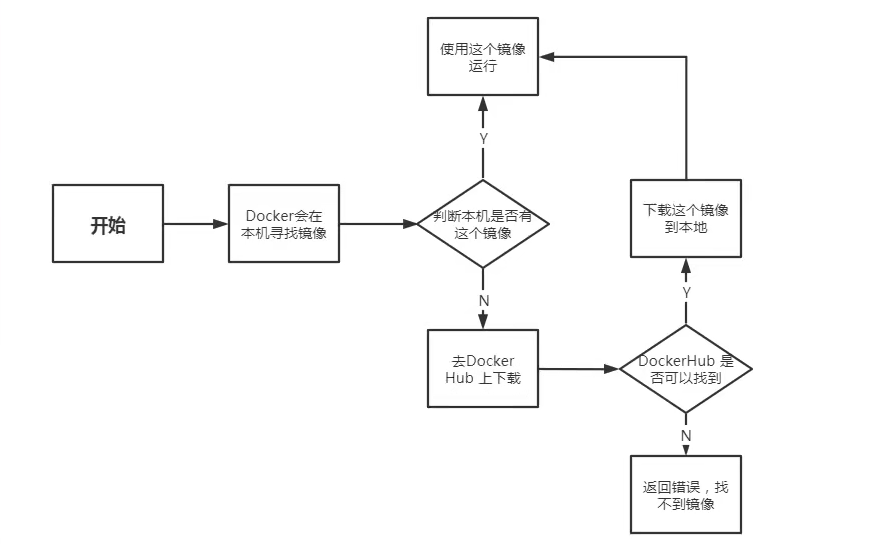 使用这个镜像
运行
Y
开始
Docker会在
本机寻找镜像
判断本机是否有
这个镜像
下载这个镜像
到本地
N
Y
去Docker
Hub 上下载
DockerHub 是
否可以找到
N
返回错误，找
不到镜像